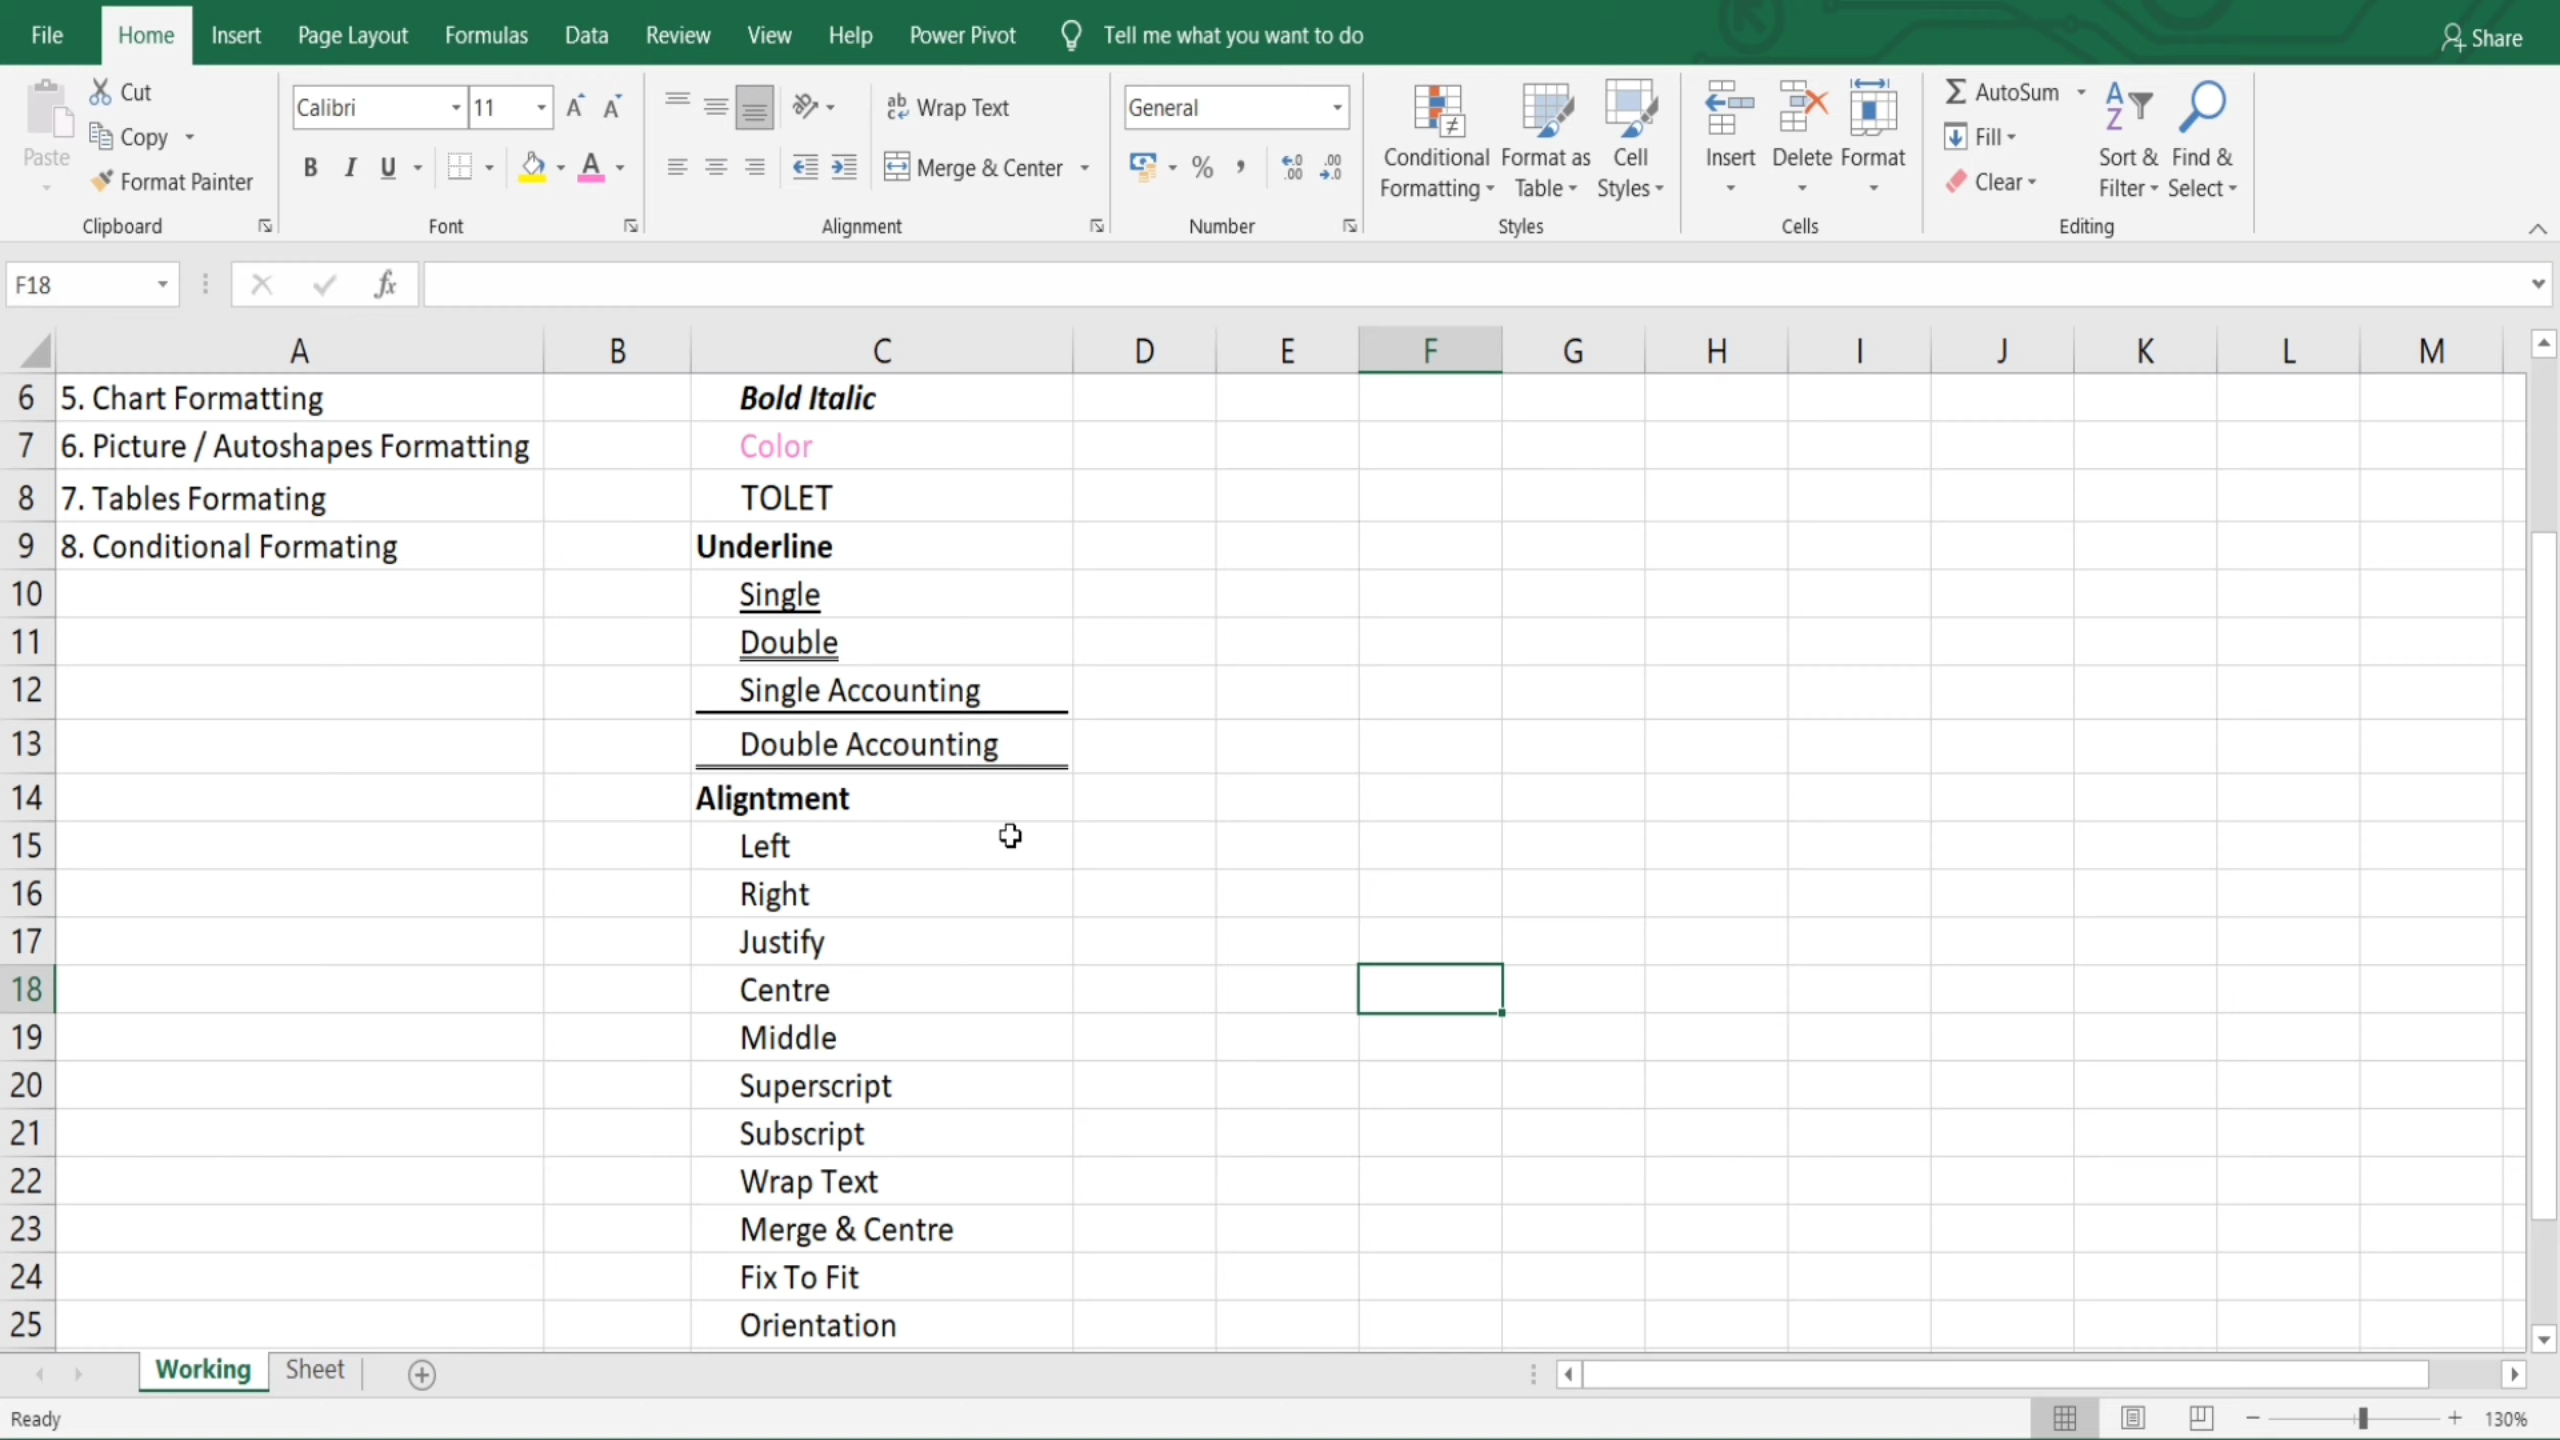 File Home Insert Page Layout Formulas Data Review View Help Power Pivot Tell me what you want to do Share
Paste
Cut
Copy
Format Painter
Clipboard
Calibri 11
B I U
Font
Wrap Text
Merge & Center
Alignment
General
Number
Conditional Formatting
Format as Table
Cell Styles
Styles
Insert
Delete
Format
Cells
AutoSum
Fill
Clear
Sort & Filter
Find & Select
Editing
F18 fx
A B C D E F G H I J K L M
6 5. Chart Formatting Bold Italic
7 6. Picture / Autoshapes Formatting Color
8 7. Tables Formating TOLET
9 8. Conditional Formating Underline
10 Single
11 Double
12 Single Accounting
13 Double Accounting
14 Aligntment
15 Left
16 Right
17 Justify
18 Centre
19 Middle
20 Superscript
21 Subscript
22 Wrap Text
23 Merge & Centre
24 Fix To Fit
25 Orientation
Working Sheet
Ready 130%